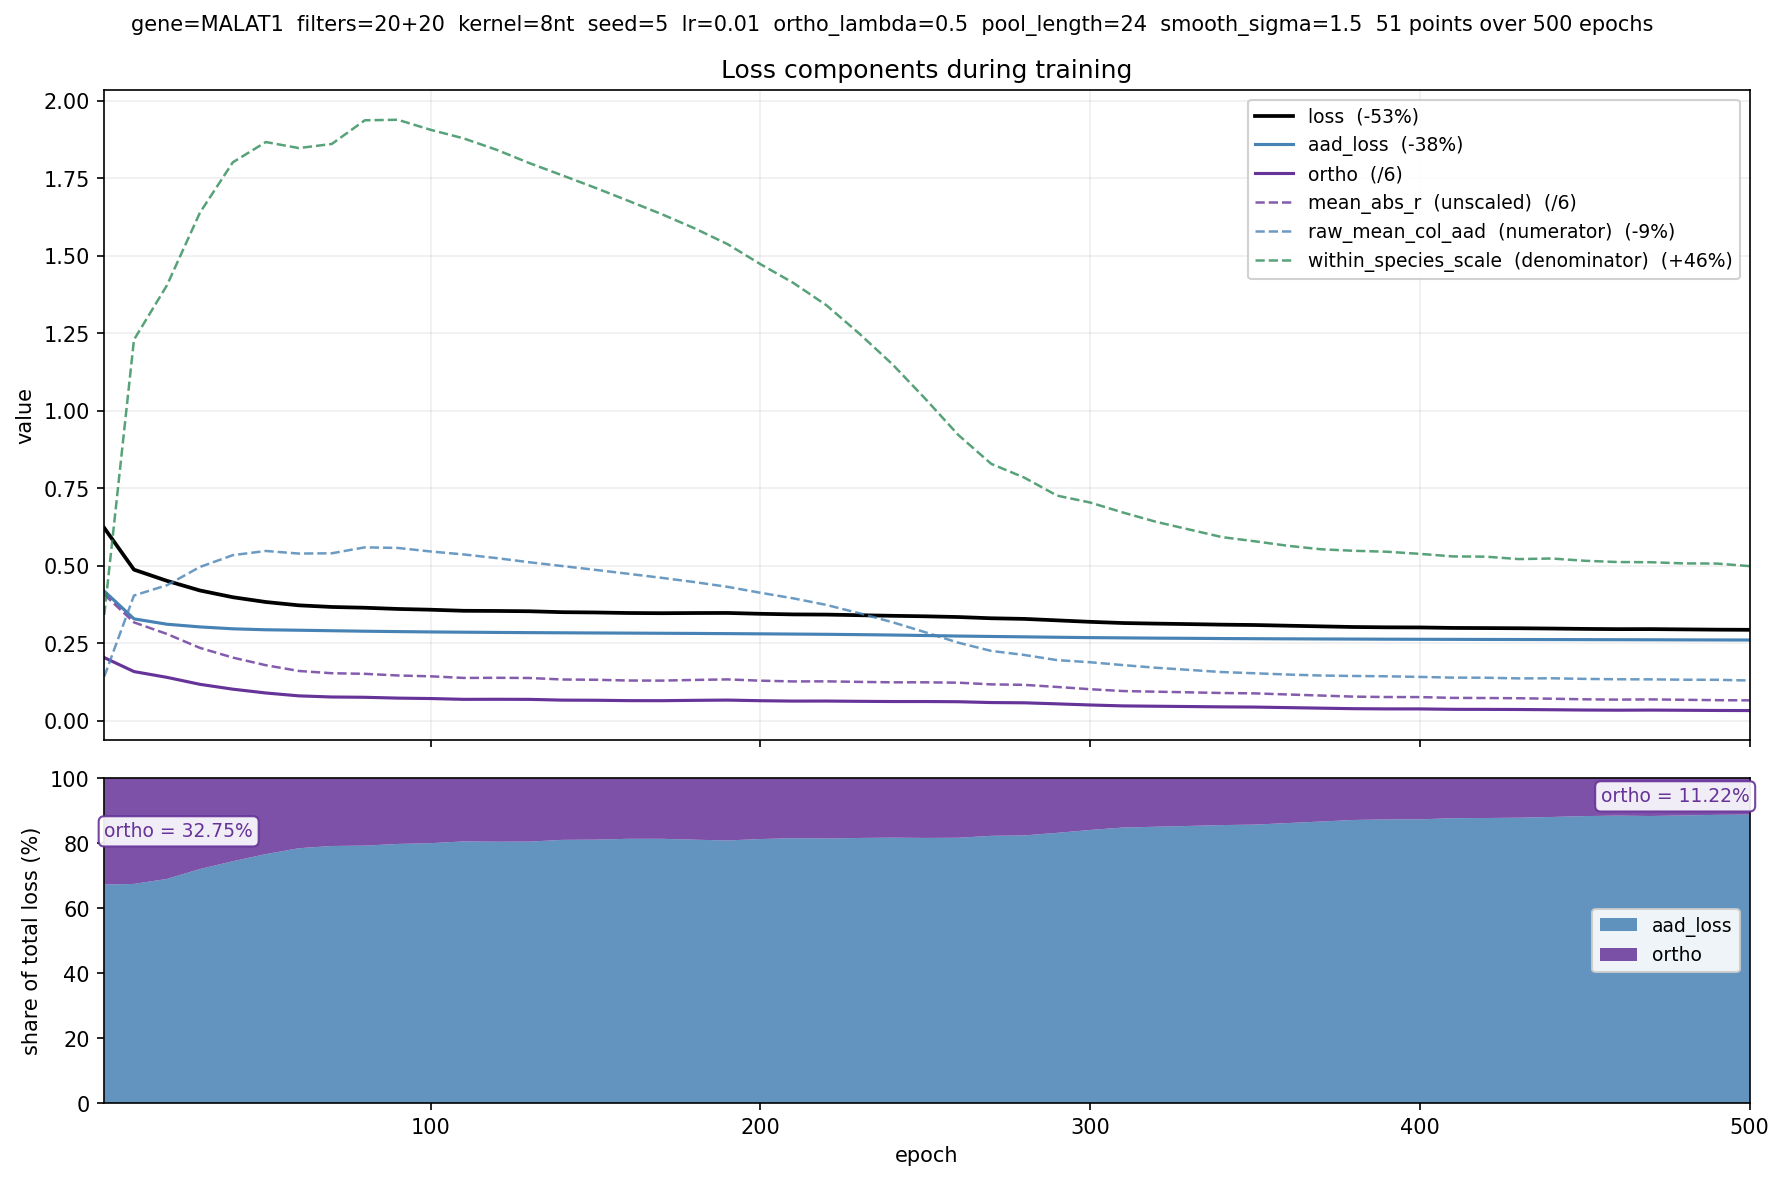 gene=MALAT1  filters=20+20  kernel=8nt  seed=5  lr=0.01  ortho_lambda=0.5  pool_length=24  smooth_sigma=1.5  51 points over 500 epochs
Loss components during training
value
2.00
1.75
1.50
1.25
1.00
0.75
0.50
0.25
0.00
loss  (-53%)
aad_loss  (-38%)
ortho  (/6)
mean_abs_r  (unscaled)  (/6)
raw_mean_col_aad  (numerator)  (-9%)
within_species_scale  (denominator)  (+46%)
share of total loss (%)
100
80
60
40
20
0
ortho = 32.75%
ortho = 11.22%
aad_loss
ortho
100
200
300
400
500
epoch